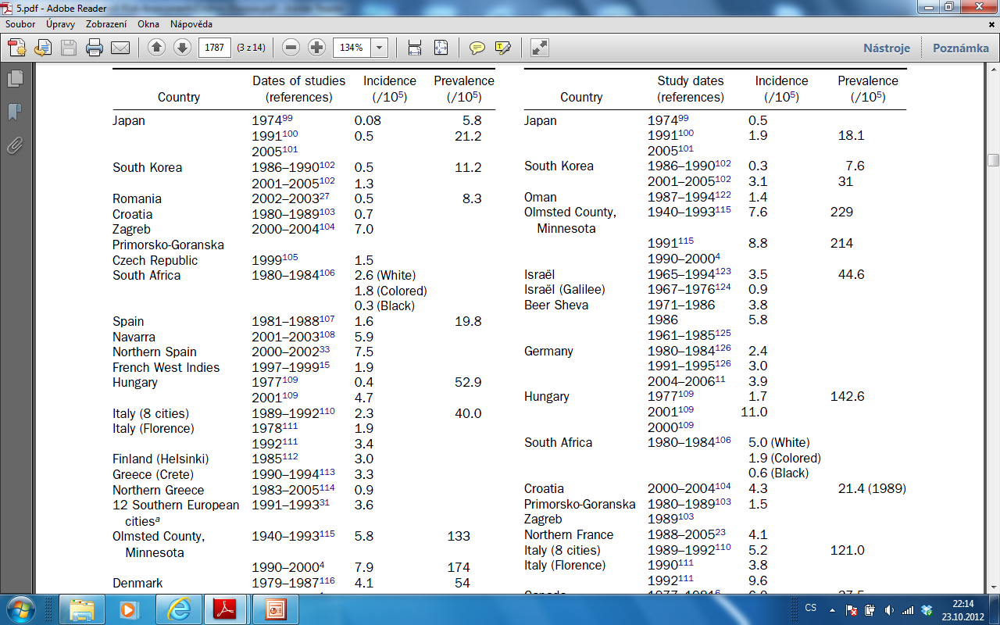 5.pdf - Adobe Reader
Soubor Úpravy Zobrazení Okna Nápověda
1787 (3 z 14) 134% Nástroje Poznámka
Dates of studies Incidence Prevalence
Country (references) (/10⁵) (/10⁵)
Japan 1974⁹⁹ 0.08 5.8
1991¹⁰⁰ 0.5 21.2
2005¹⁰¹
South Korea 1986–1990¹⁰² 0.5 11.2
2001–2005¹⁰² 1.3
Romania 2002–2003²⁷ 0.5 8.3
Croatia 1980–1989¹⁰³ 0.7
Zagreb 2000–2004¹⁰⁴ 7.0
Primorsko-Goranska
Czech Republic 1999¹⁰⁵ 1.5
South Africa 1980–1984¹⁰⁶ 2.6 (White)
1.8 (Colored)
0.3 (Black)
Spain 1981–1988¹⁰⁷ 1.6 19.8
Navarra 2001–2003¹⁰⁸ 5.9
Northern Spain 2000–2002³³ 7.5
French West Indies 1997–1999¹⁵ 1.9
Hungary 1977¹⁰⁹ 0.4 52.9
2001¹⁰⁹ 4.7
Italy (8 cities) 1989–1992¹¹⁰ 2.3 40.0
Italy (Florence) 1978¹¹¹ 1.9
1992¹¹¹ 3.4
Finland (Helsinki) 1985¹¹² 3.0
Greece (Crete) 1990–1994¹¹³ 3.3
Northern Greece 1983–2005¹¹⁴ 0.9
12 Southern European 1991–1993³¹ 3.6
citiesᵃ
Olmsted County, 1940–1993¹¹⁵ 5.8 133
Minnesota
1990–2000⁴ 7.9 174
Denmark 1979–1987¹¹⁶ 4.1 54
Study dates Incidence Prevalence
Country (references) (/10⁵) (/10⁵)
Japan 1974⁹⁹ 0.5
1991¹⁰⁰ 1.9 18.1
2005¹⁰¹
South Korea 1986–1990¹⁰² 0.3 7.6
2001–2005¹⁰² 3.1 31
Oman 1987–1994¹²² 1.4
Olmsted County, 1940–1993¹¹⁵ 7.6 229
Minnesota
1991¹¹⁵ 8.8 214
1990–2000⁴
Israël 1965–1994¹²³ 3.5 44.6
Israël (Galilee) 1967–1976¹²⁴ 0.9
Beer Sheva 1971–1986 3.8
1986 5.8
1961–1985¹²⁵
Germany 1980–1984¹²⁶ 2.4
1991–1995¹²⁶ 3.0
2004–2006¹¹ 3.9
Hungary 1977¹⁰⁹ 1.7 142.6
2001¹⁰⁹ 11.0
2000¹⁰⁹
South Africa 1980–1984¹⁰⁶ 5.0 (White)
1.9 (Colored)
0.6 (Black)
Croatia 2000–2004¹⁰⁴ 4.3 21.4 (1989)
Primorsko-Goranska 1980–1989¹⁰³ 1.5
Zagreb 1989¹⁰³
Northern France 1988–2005²³ 4.1
Italy (8 cities) 1989–1992¹¹⁰ 5.2 121.0
Italy (Florence) 1990¹¹¹ 3.8
1992¹¹¹ 9.6
CS 22:14
23.10.2012